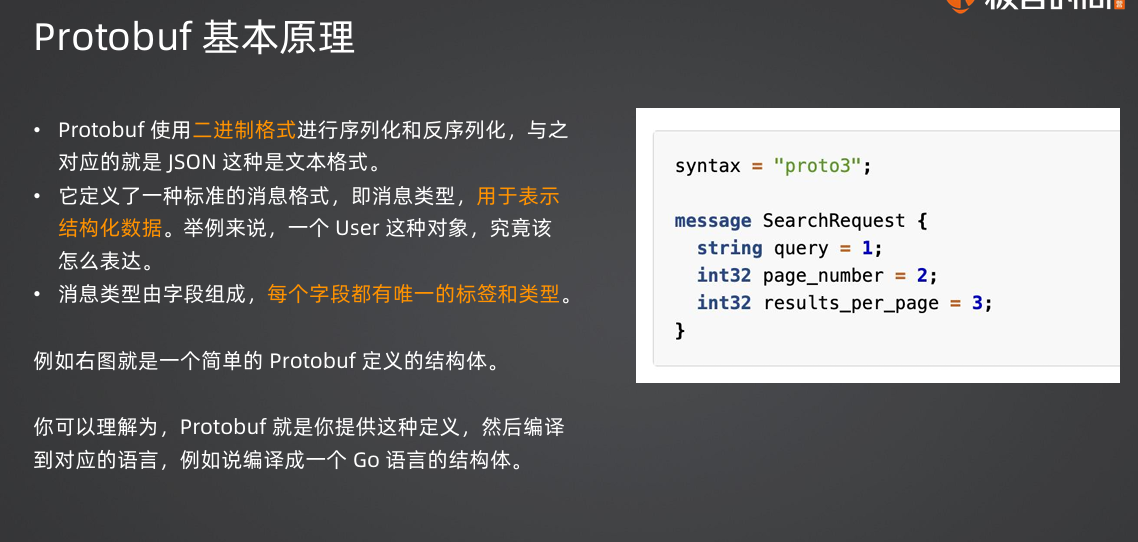 Protobuf 基本原理
• Protobuf 使用二进制格式进行序列化和反序列化，与之
对应的就是 JSON 这种是文本格式。
• 它定义了一种标准的消息格式，即消息类型，用于表示
结构化数据。举例来说，一个 User 这种对象，究竟该
怎么表达。
• 消息类型由字段组成，每个字段都有唯一的标签和类型。
例如右图就是一个简单的 Protobuf 定义的结构体。
你可以理解为，Protobuf 就是你提供这种定义，然后编译
到对应的语言，例如说编译成一个 Go 语言的结构体。
syntax = "proto3";
message SearchRequest {
  string query = 1;
  int32 page_number = 2;
  int32 results_per_page = 3;
}